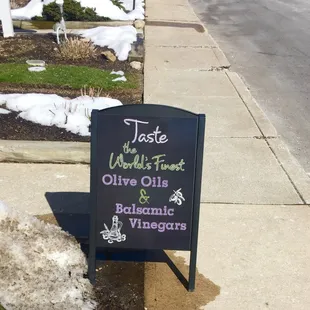 Taste
the
World's Finest
Olive Oils
&
Balsamic
Vinegars